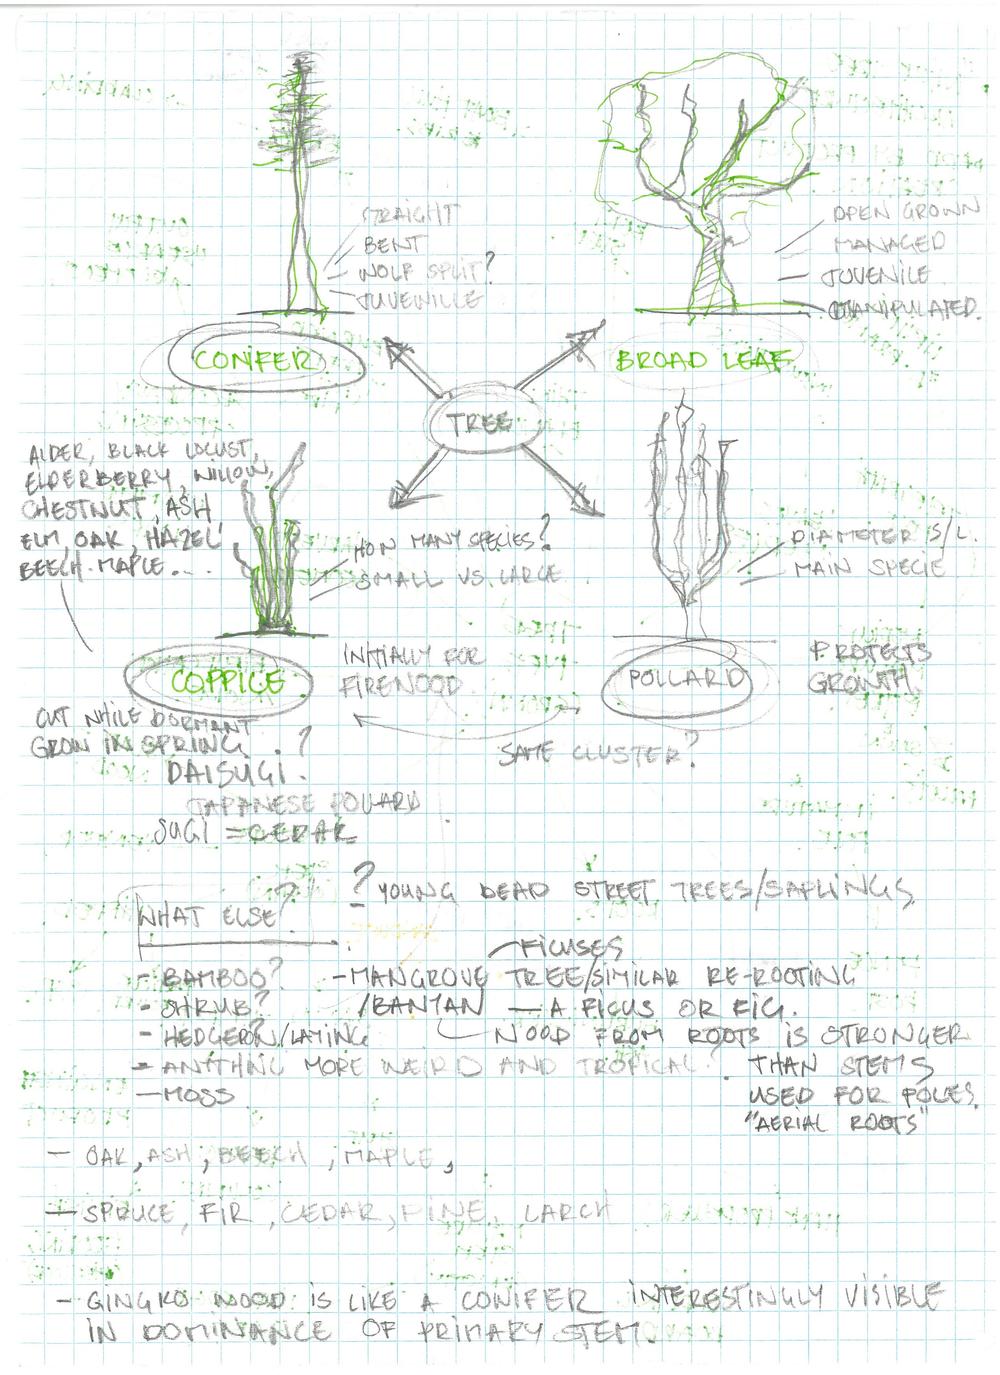 STRAIGHT
BENT
WOLF SPLIT?
JUVENILLE
OPEN GROWN
MANAGED
JUVENILE
MANIPULATED.
CONIFER
BROAD LEAF
TREE
ALDER, BLACK LOCUST,
ELDERBERRY, WILLOW,
CHESTNUT, ASH
ELM, OAK, HAZEL
BEECH. MAPLE...
HOW MANY SPECIES?
SMALL VS. LARGE
DIAMETER S/L.
MAIN SPECIE
COPPICE
INITIALLY FOR
FIREWOOD
POLLARD
PROTECTS
GROWTH.
CUT WHILE DORMANT
GROW IN SPRING. ?
SAME CLUSTER?
DAISUGI.
JAPANESE POLLARD
SUGI = CEDAR
? YOUNG DEAD STREET TREES/SAPLINGS
WHAT ELSE?
FICUSES
- BAMBOO?
- MANGROVE TREE/SIMILAR RE-ROOTING
- SHRUB?
/BANYAN — A FICUS OR FIG.
- HEDGEROW/LAYING
WOOD FROM ROOTS IS STRONGER
THAN STEMS
- ANYTHING MORE WEIRD AND TROPICAL?
USED FOR POLES.
- MOSS
"AERIAL ROOTS"
- OAK, ASH, BEECH, MAPLE,
- SPRUCE, FIR, CEDAR, PINE, LARCH
- GINGKO WOOD IS LIKE A CONIFER INTERESTINGLY VISIBLE
IN DOMINANCE OF PRIMARY STEM.